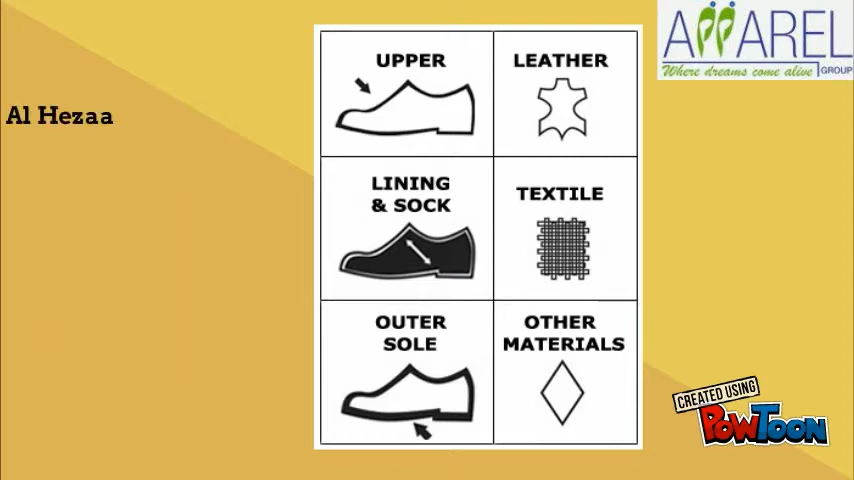 APPAREL
Where dreams come alive
GROUP
Al Hezaa
UPPER
LEATHER
LINING
& SOCK
TEXTILE
OUTER
SOLE
OTHER
MATERIALS
CREATED USING
POWTOON